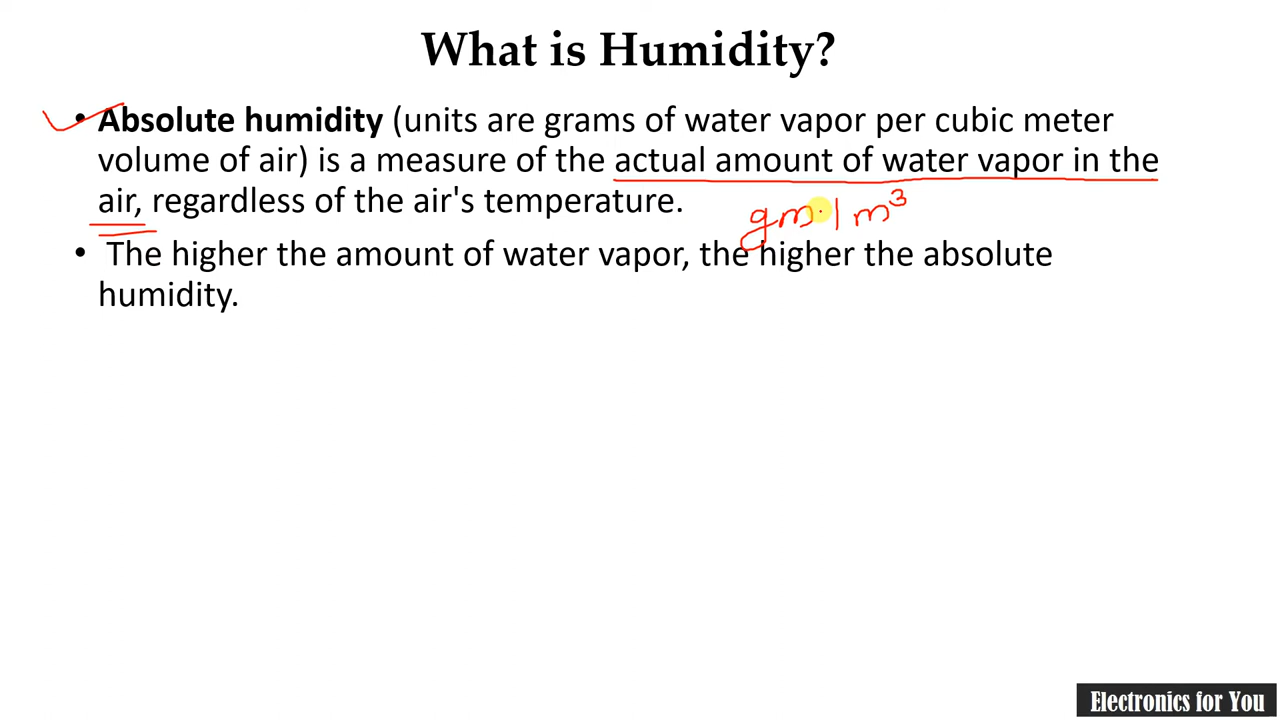 What is Humidity?
• Absolute humidity (units are grams of water vapor per cubic meter
volume of air) is a measure of the actual amount of water vapor in the
air, regardless of the air's temperature.
gm/m³
• The higher the amount of water vapor, the higher the absolute
humidity.
Electronics for You